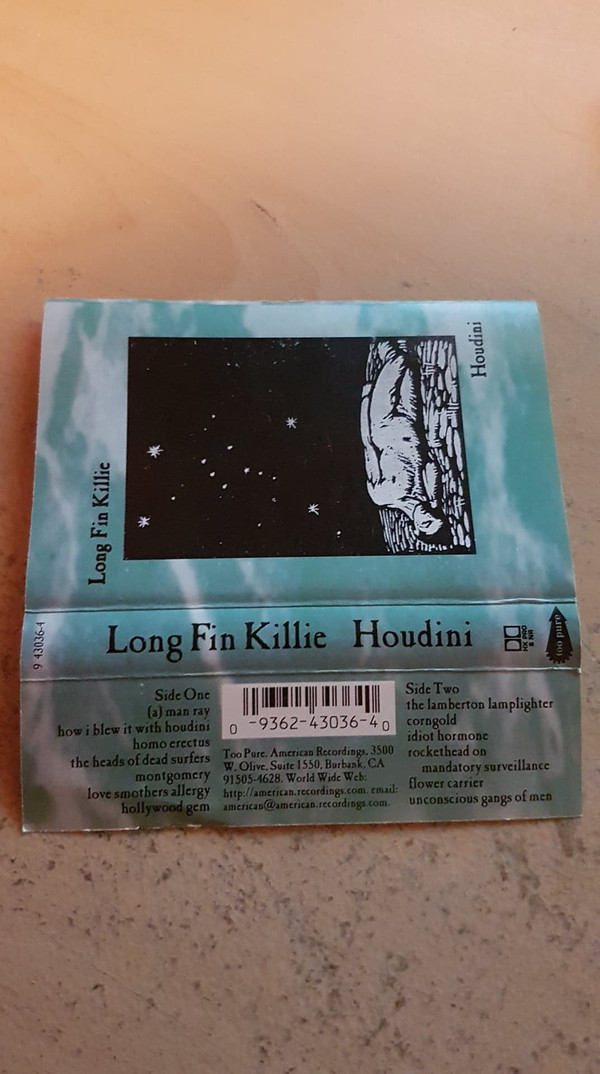 Houdini
Long Fin Killie
9 43036-4
Long Fin Killie Houdini
HX PRO
B NR
too pure
Side One
(a) man ray
how i blew it with houdini
homo erectus
the heads of dead surfers
montgomery
love smothers allergy
hollywood gem
0 -9362-43036-4 0
Too Pure. American Recordings. 3500
W. Olive. Suite 1550. Burbank. CA
91505-4628. World Wide Web:
http://american.recordings.com. email:
american@american.recordings.com.
Side Two
the lamberton lamplighter
corngold
idiot hormone
rockethead on
mandatory surveillance
flower carrier
unconscious gangs of men